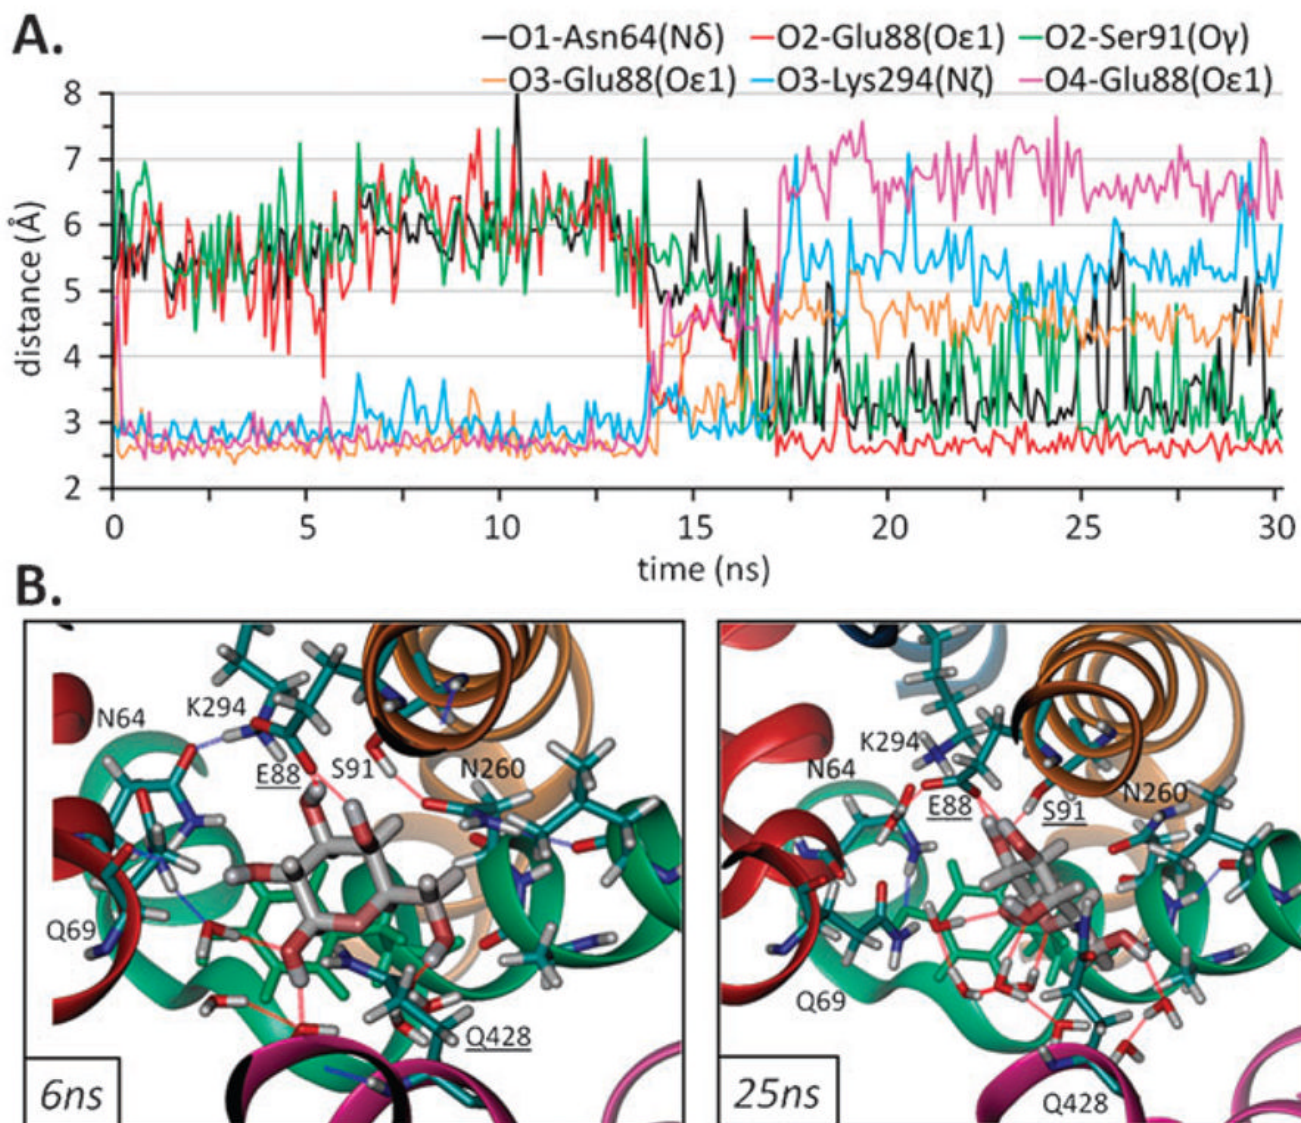 A.
O1-Asn64(Nδ) O2-Glu88(Oε1) O2-Ser91(Oγ)
O3-Glu88(Oε1) O3-Lys294(Nζ) O4-Glu88(Oε1)
8
7
6
5
4
3
2
distance (Å)
0 5 10 15 20 25 30
time (ns)
B.
N64
K294
E88
S91
N260
Q69
Q428
6ns
K294
N64
E88
S91
N260
Q69
Q428
25ns